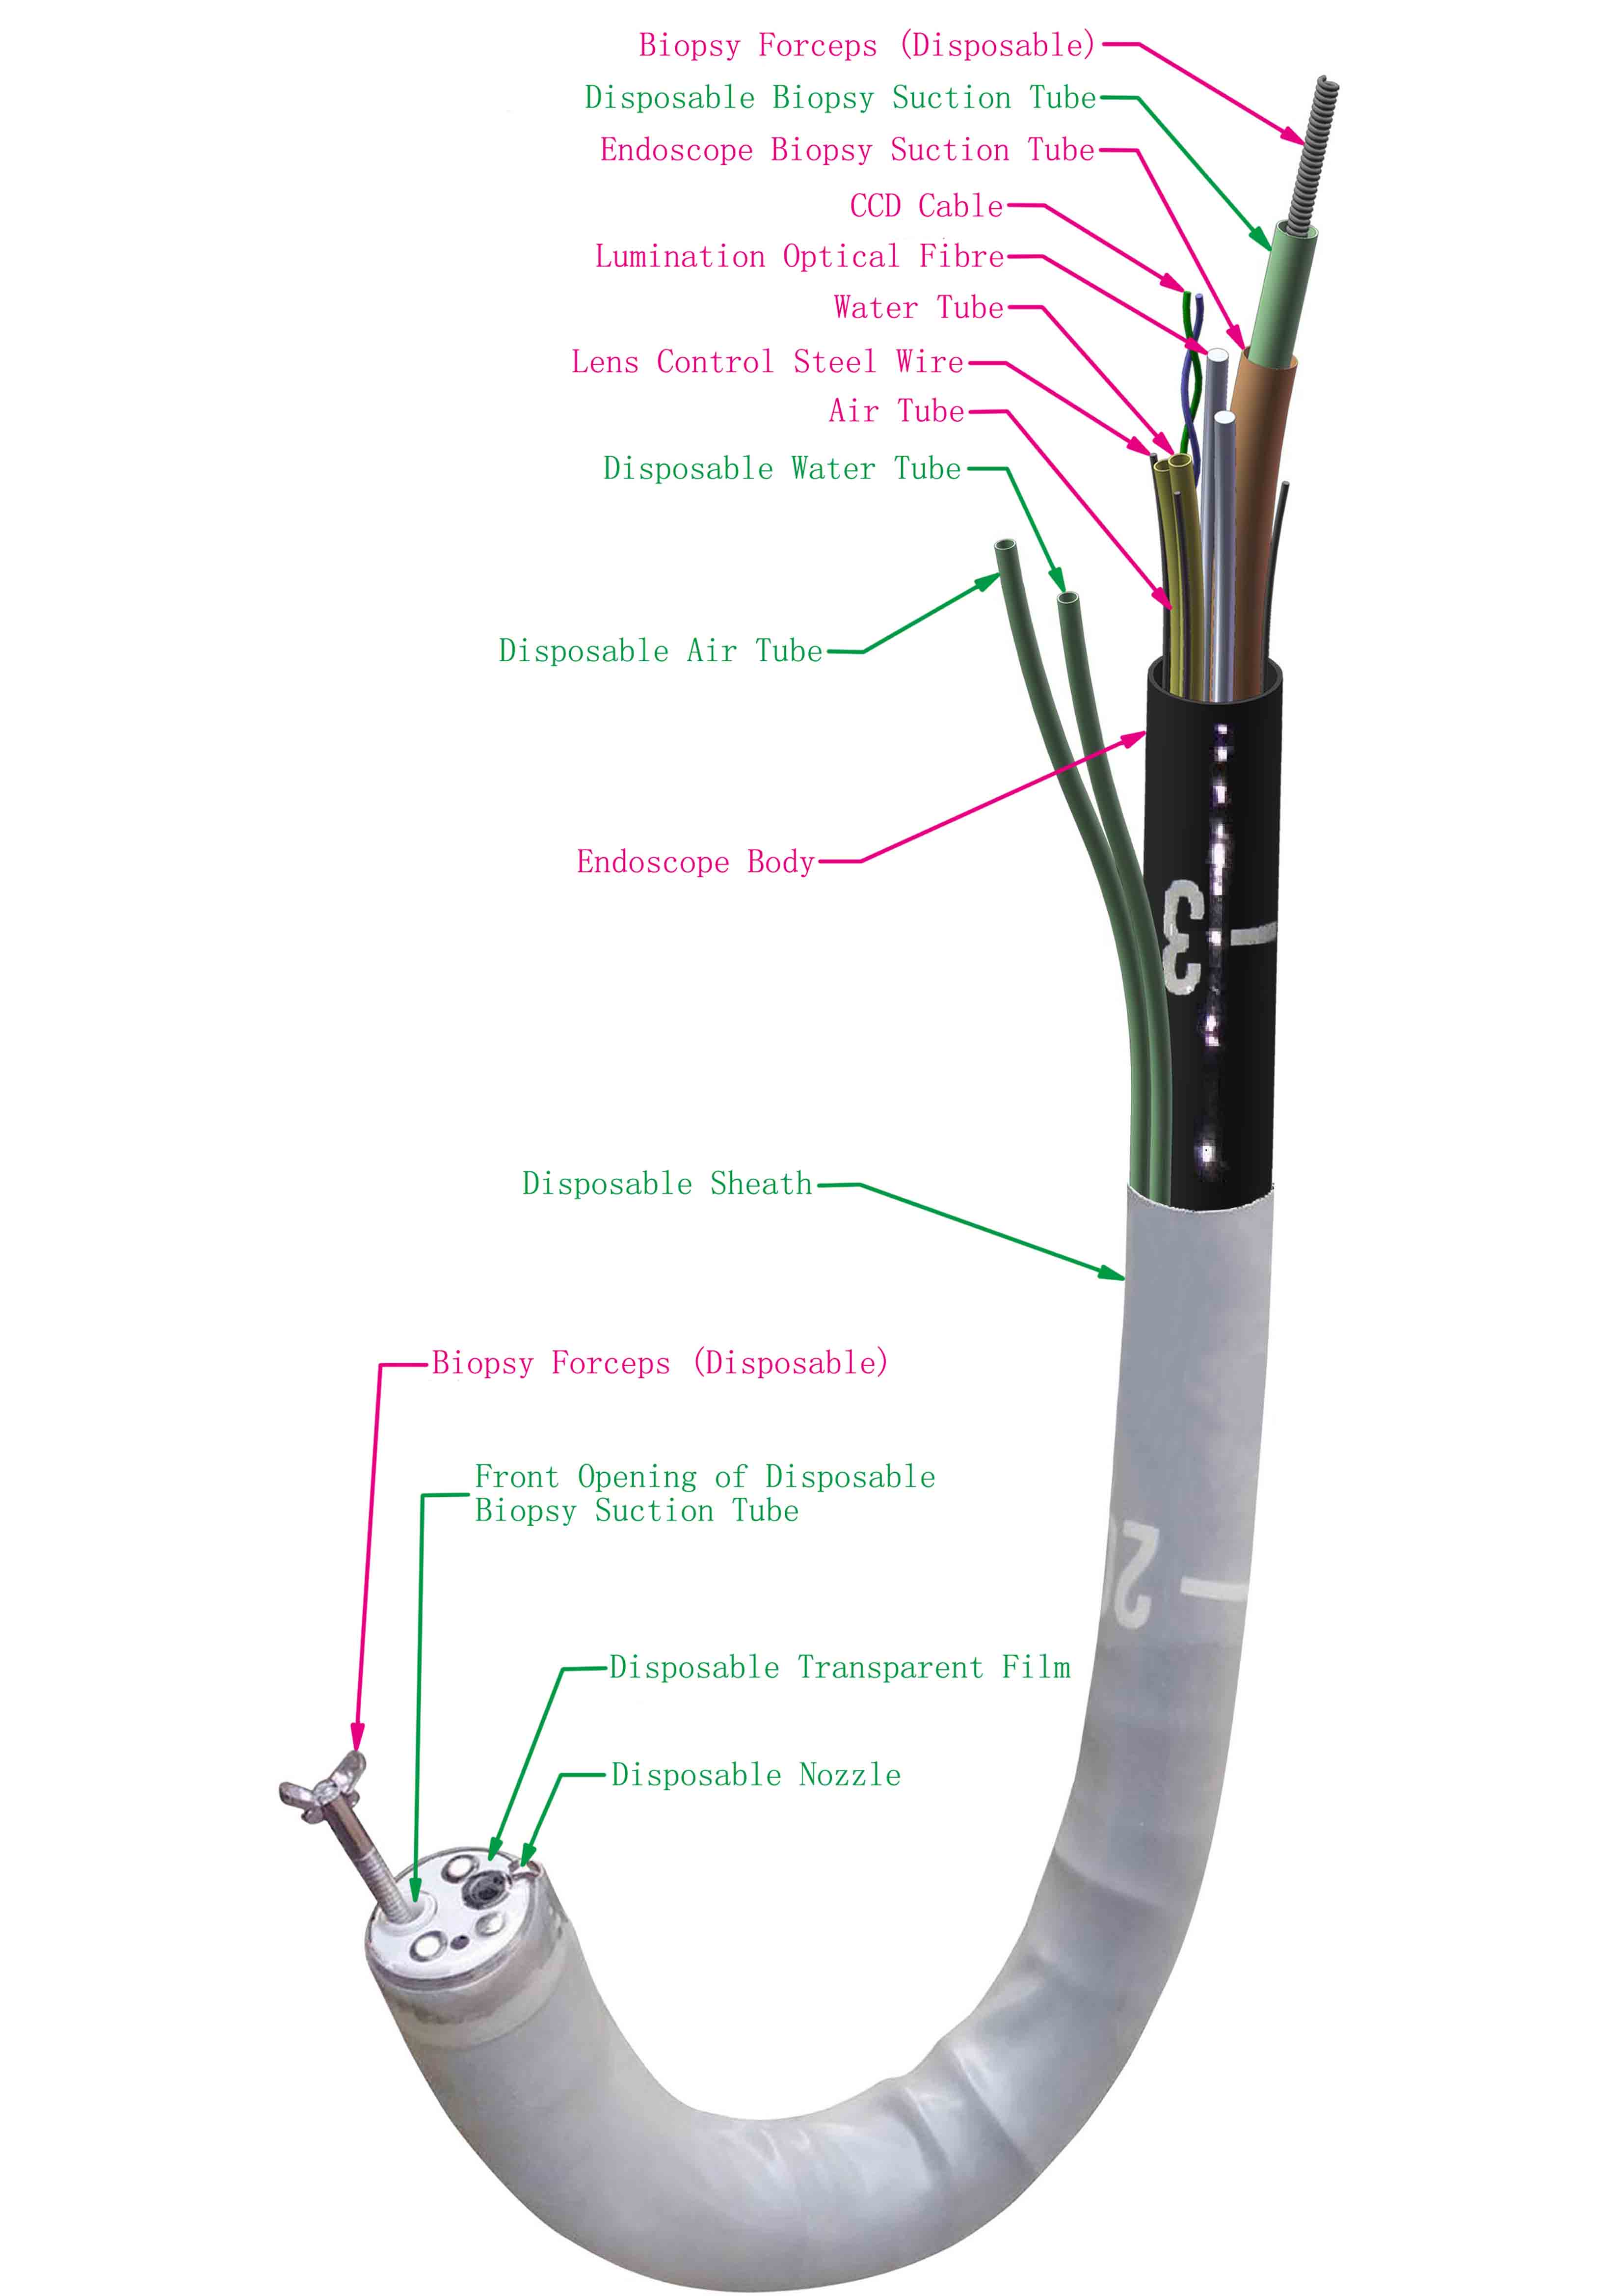 Biopsy Forceps (Disposable)
Disposable Biopsy Suction Tube
Endoscope Biopsy Suction Tube
CCD Cable
Lumination Optical Fibre
Water Tube
Lens Control Steel Wire
Air Tube
Disposable Water Tube
Disposable Air Tube
Endoscope Body
3
Disposable Sheath
Biopsy Forceps (Disposable)
Front Opening of Disposable
Biopsy Suction Tube
20
Disposable Transparent Film
Disposable Nozzle